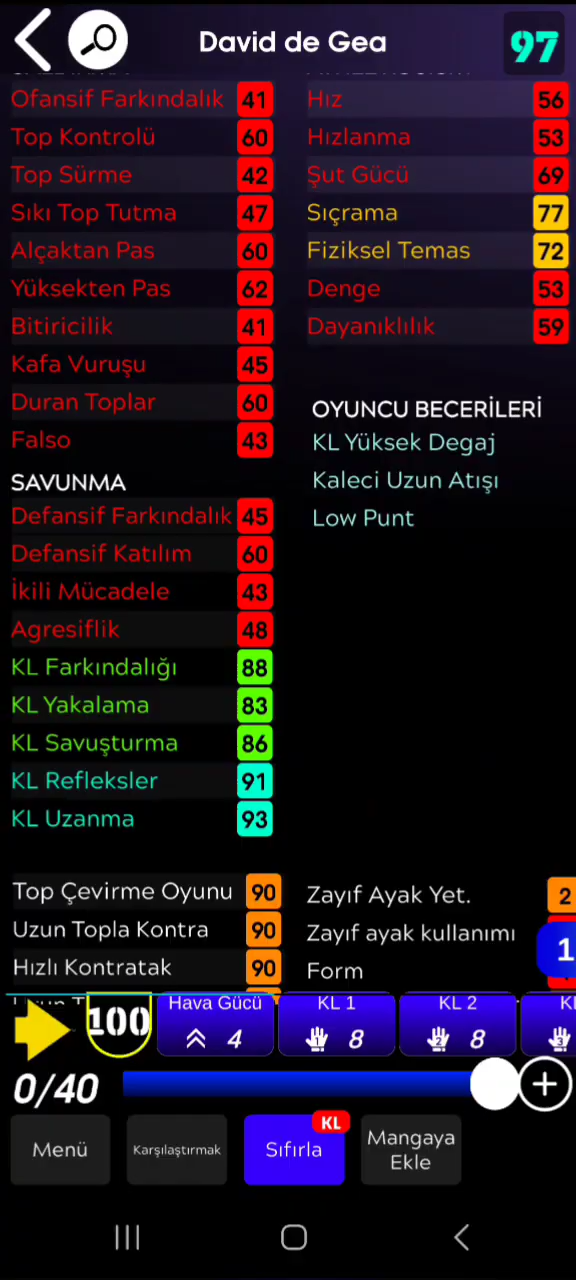 David de Gea
97
Ofansif Farkındalık 41
Top Kontrolü 60
Top Sürme 42
Sıkı Top Tutma 47
Alçaktan Pas 60
Yüksekten Pas 62
Bitiricilik 41
Kafa Vuruşu 45
Duran Toplar 60
Falso 43
SAVUNMA
Defansif Farkındalık 45
Defansif Katılım 60
İkili Mücadele 43
Agresiflik 48
KL Farkındalığı 88
KL Yakalama 83
KL Savuşturma 86
KL Refleksler 91
KL Uzanma 93
Hız 56
Hızlanma 53
Şut Gücü 69
Sıçrama 77
Fiziksel Temas 72
Denge 53
Dayanıklılık 59
OYUNCU BECERİLERİ
KL Yüksek Degaj
Kaleci Uzun Atışı
Low Punt
Top Çevirme Oyunu 90
Uzun Topla Kontra 90
Hızlı Kontratak 90
Zayıf Ayak Yet. 2
Zayıf ayak kullanımı
Form
1
100
Hava Gücü
4
KL 1
1 8
KL 2
2 8
3
0/40
+
Menü
Karşılaştırmak
Sıfırla
KL
Mangaya
Ekle